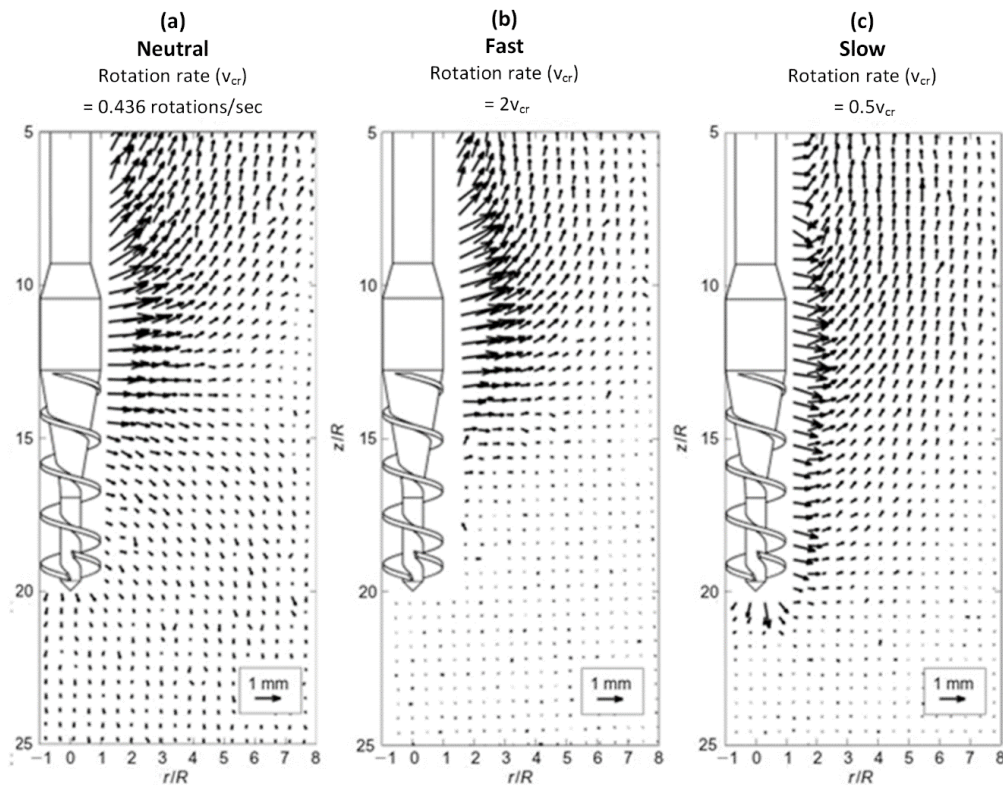 (a)
Neutral
Rotation rate (vcr)
= 0.436 rotations/sec
(b)
Fast
Rotation rate (vcr)
= 2vcr
(c)
Slow
Rotation rate (vcr)
= 0.5vcr
5
10
15
20
25
1 mm
−1 0 1 2 3 4 5 6 7 8
r/R
5
10
15
20
25
z/R
1 mm
−1 0 1 2 3 4 5 6 7 8
r/R
5
10
15
20
25
z/R
1 mm
−1 0 1 2 3 4 5 6 7 8
r/R